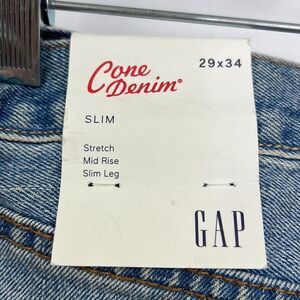 Cone
Denim®
29x34
SLIM
Stretch
Mid Rise
Slim Leg
GAP